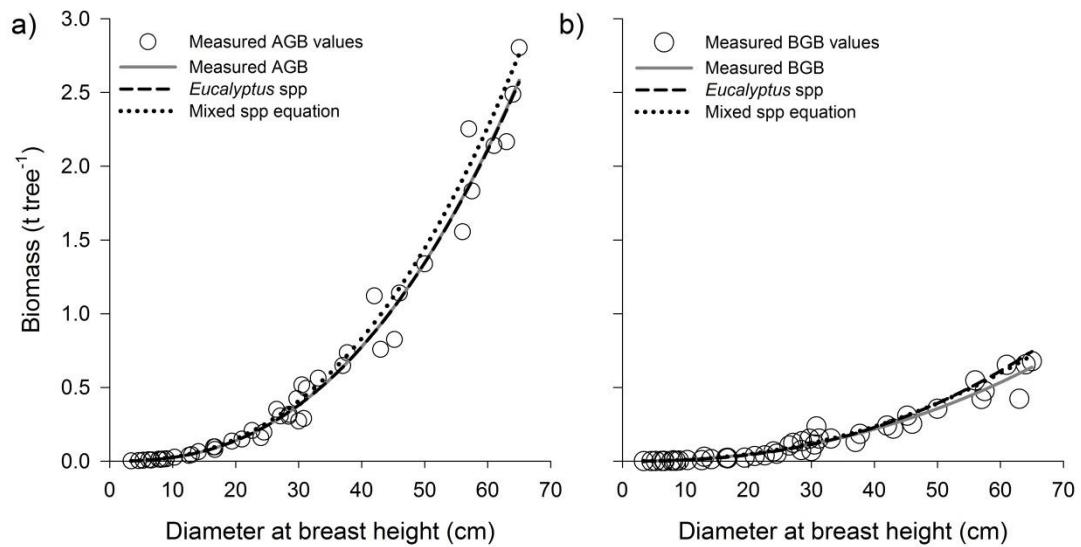 a)
Measured AGB values
Measured AGB
Eucalyptus spp
Mixed spp equation
3.0
2.5
2.0
1.5
1.0
0.5
0.0
Biomass (t tree⁻¹)
0 10 20 30 40 50 60 70
Diameter at breast height (cm)
b)
Measured BGB values
Measured BGB
Eucalyptus spp
Mixed spp equation
0 10 20 30 40 50 60 70
Diameter at breast height (cm)